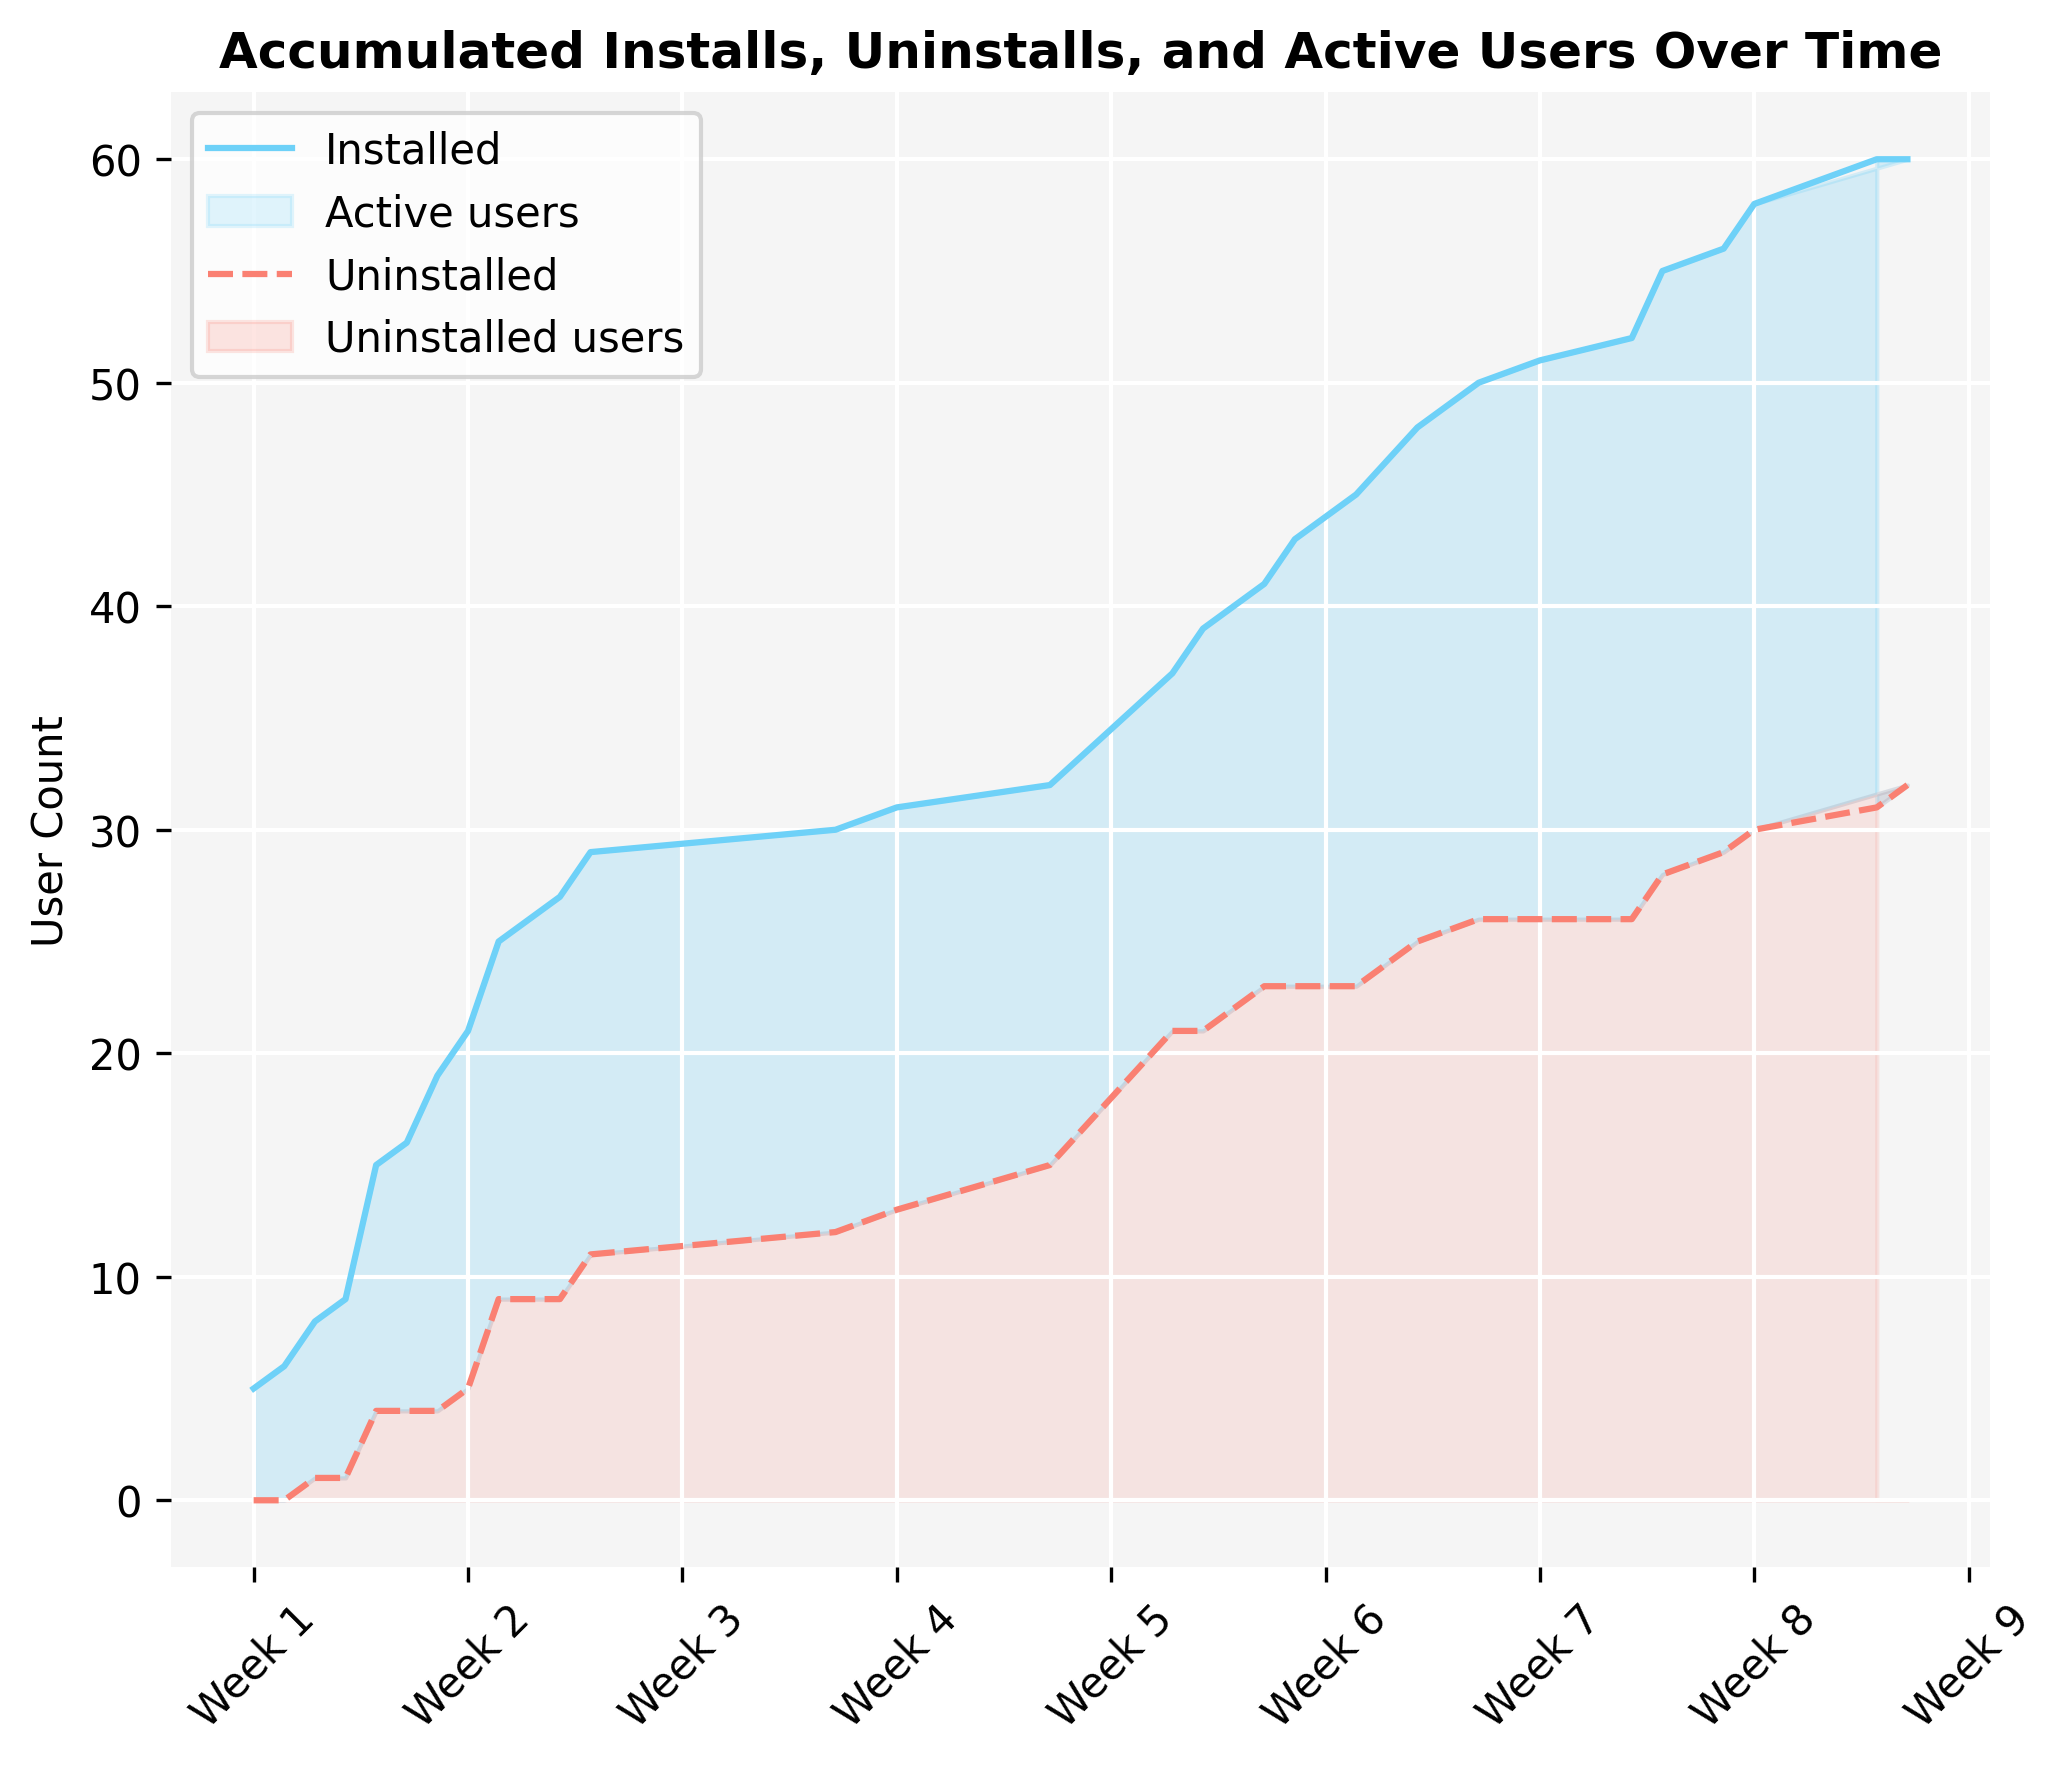 Accumulated Installs, Uninstalls, and Active Users Over Time
Installed
Active users
Uninstalled
Uninstalled users
User Count
60
50
40
30
20
10
0
Week 1
Week 2
Week 3
Week 4
Week 5
Week 6
Week 7
Week 8
Week 9